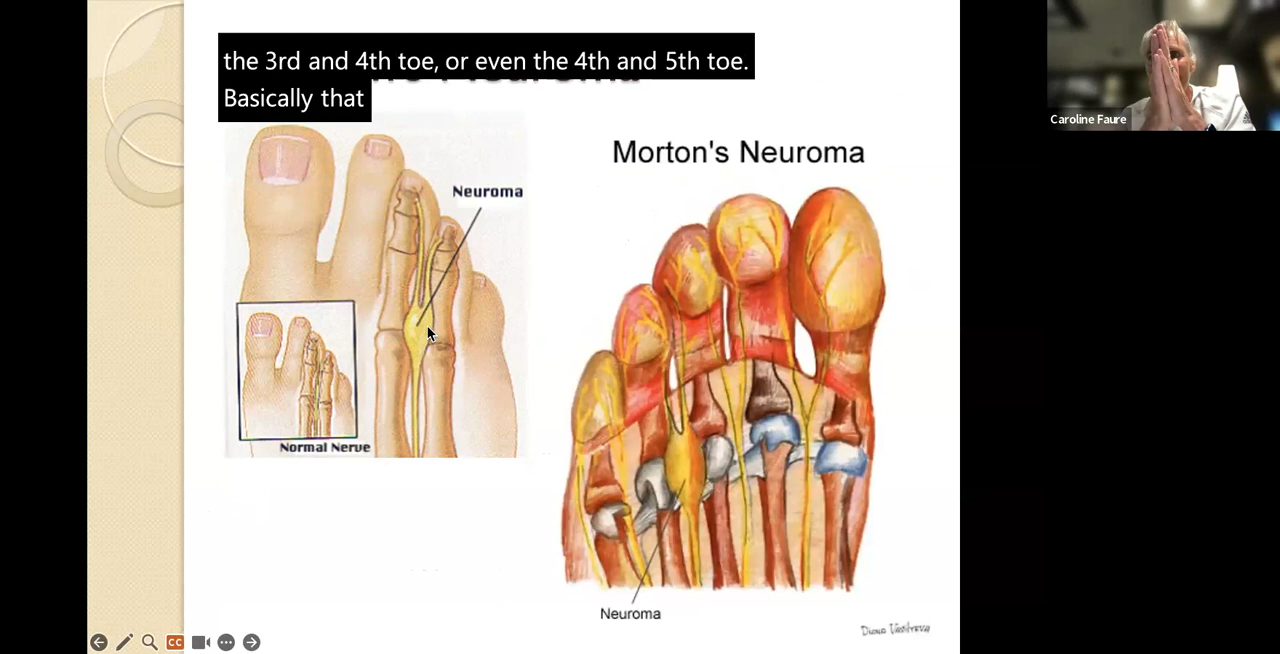 the 3rd and 4th toe, or even the 4th and 5th toe.
Basically that
Caroline Faure
Morton's Neuroma
Neuroma
Normal Nerve
Neuroma
CC